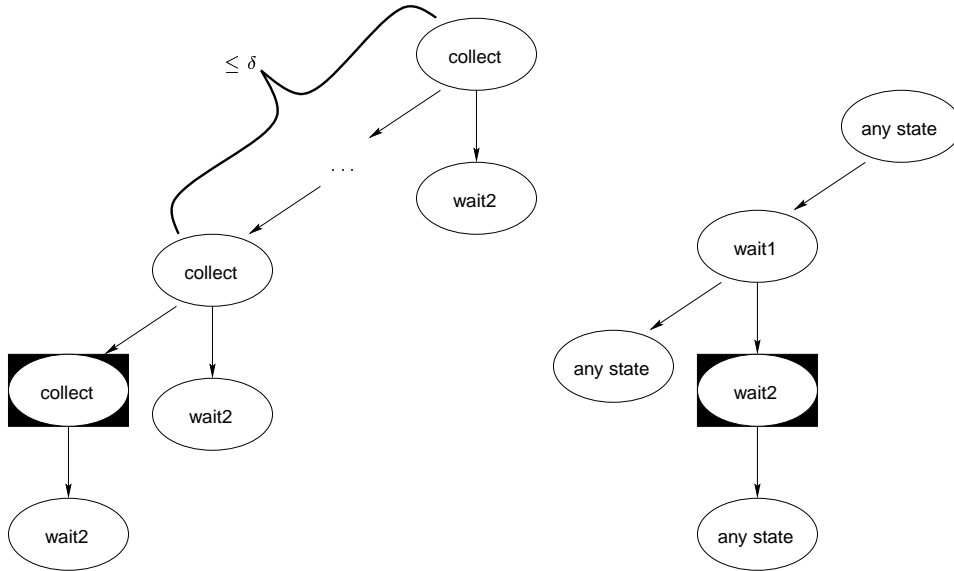 collect
≤ δ
any state
. . .
wait2
wait1
collect
any state
collect
wait2
wait2
wait2
any state